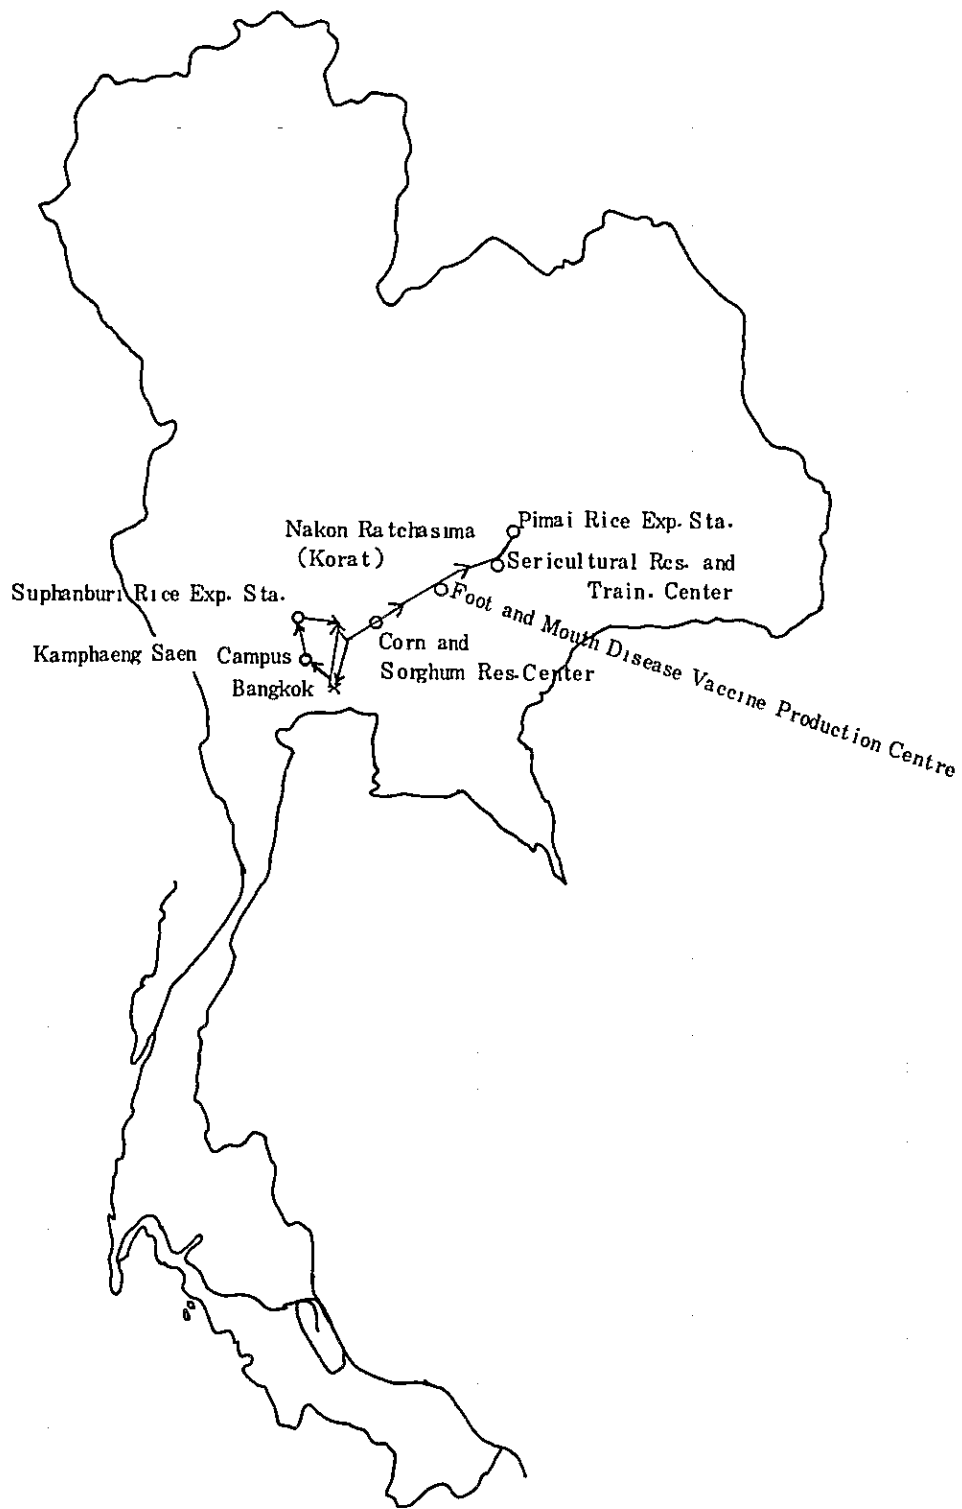 Pimai Rice Exp. Sta.
Nakon Ratchasima
(Korat)
Sericultural Res. and
Train. Center
Suphanburi Rice Exp. Sta.
Foot and Mouth Disease Vaccine Production Centre
Corn and
Sorghum Res. Center
Kamphaeng Saen Campus
Bangkok